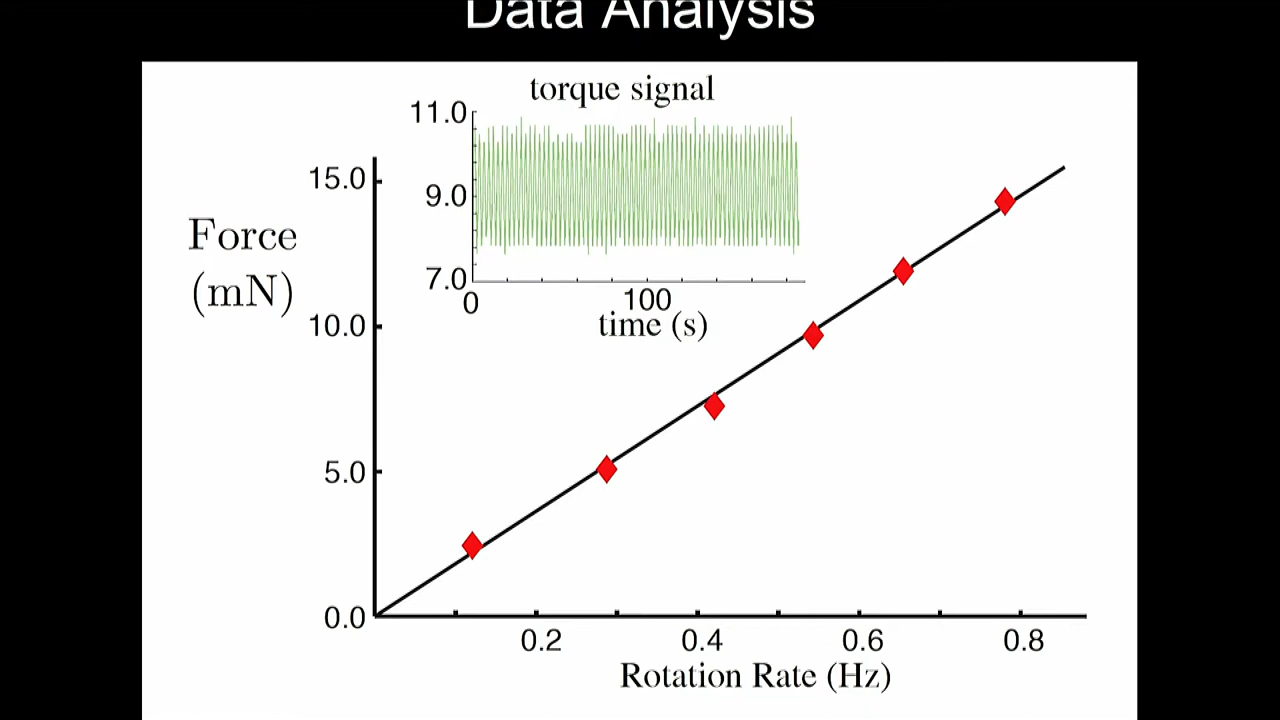 Data Analysis
torque signal
11.0
9.0
7.0
0
100
time (s)
Force
(mN)
15.0
10.0
5.0
0.0
0.2
0.4
0.6
0.8
Rotation Rate (Hz)